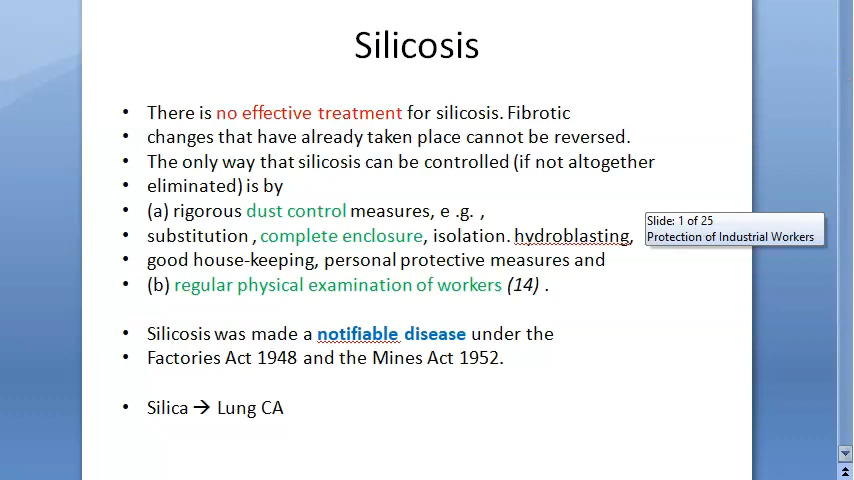 Silicosis
• There is no effective treatment for silicosis. Fibrotic
• changes that have already taken place cannot be reversed.
• The only way that silicosis can be controlled (if not altogether
• eliminated) is by
• (a) rigorous dust control measures, e .g. ,
• substitution , complete enclosure, isolation. hydroblasting,
• good house-keeping, personal protective measures and
• (b) regular physical examination of workers (14) .
Slide: 1 of 25
Protection of Industrial Workers
• Silicosis was made a notifiable disease under the
• Factories Act 1948 and the Mines Act 1952.
• Silica → Lung CA